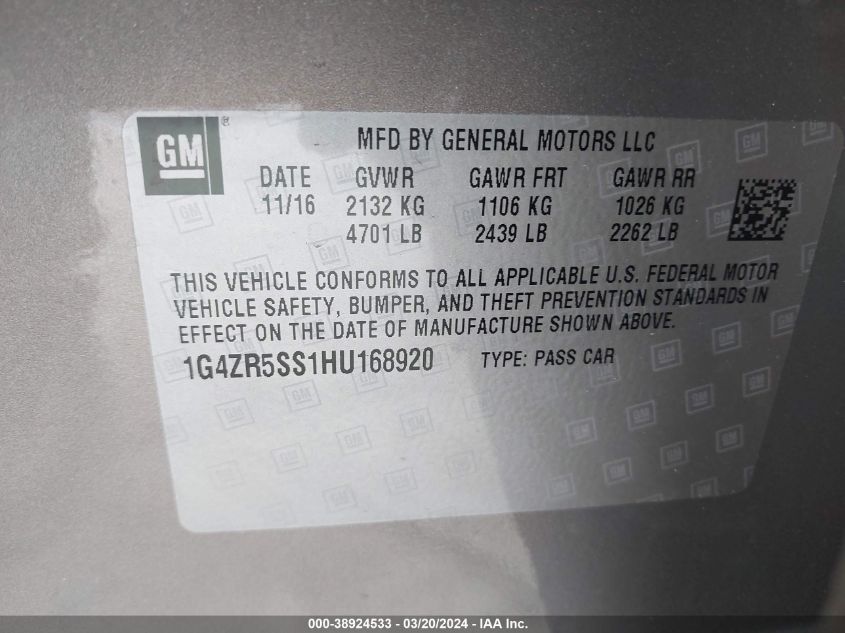 GM®
MFD BY GENERAL MOTORS LLC
DATE GVWR GAWR FRT GAWR RR
11/16 2132 KG 1106 KG 1026 KG
4701 LB 2439 LB 2262 LB
THIS VEHICLE CONFORMS TO ALL APPLICABLE U.S. FEDERAL MOTOR
VEHICLE SAFETY, BUMPER, AND THEFT PREVENTION STANDARDS IN
EFFECT ON THE DATE OF MANUFACTURE SHOWN ABOVE.
1G4ZR5SS1HU168920 TYPE: PASS CAR
000-38924533 - 03/20/2024 - IAA Inc.